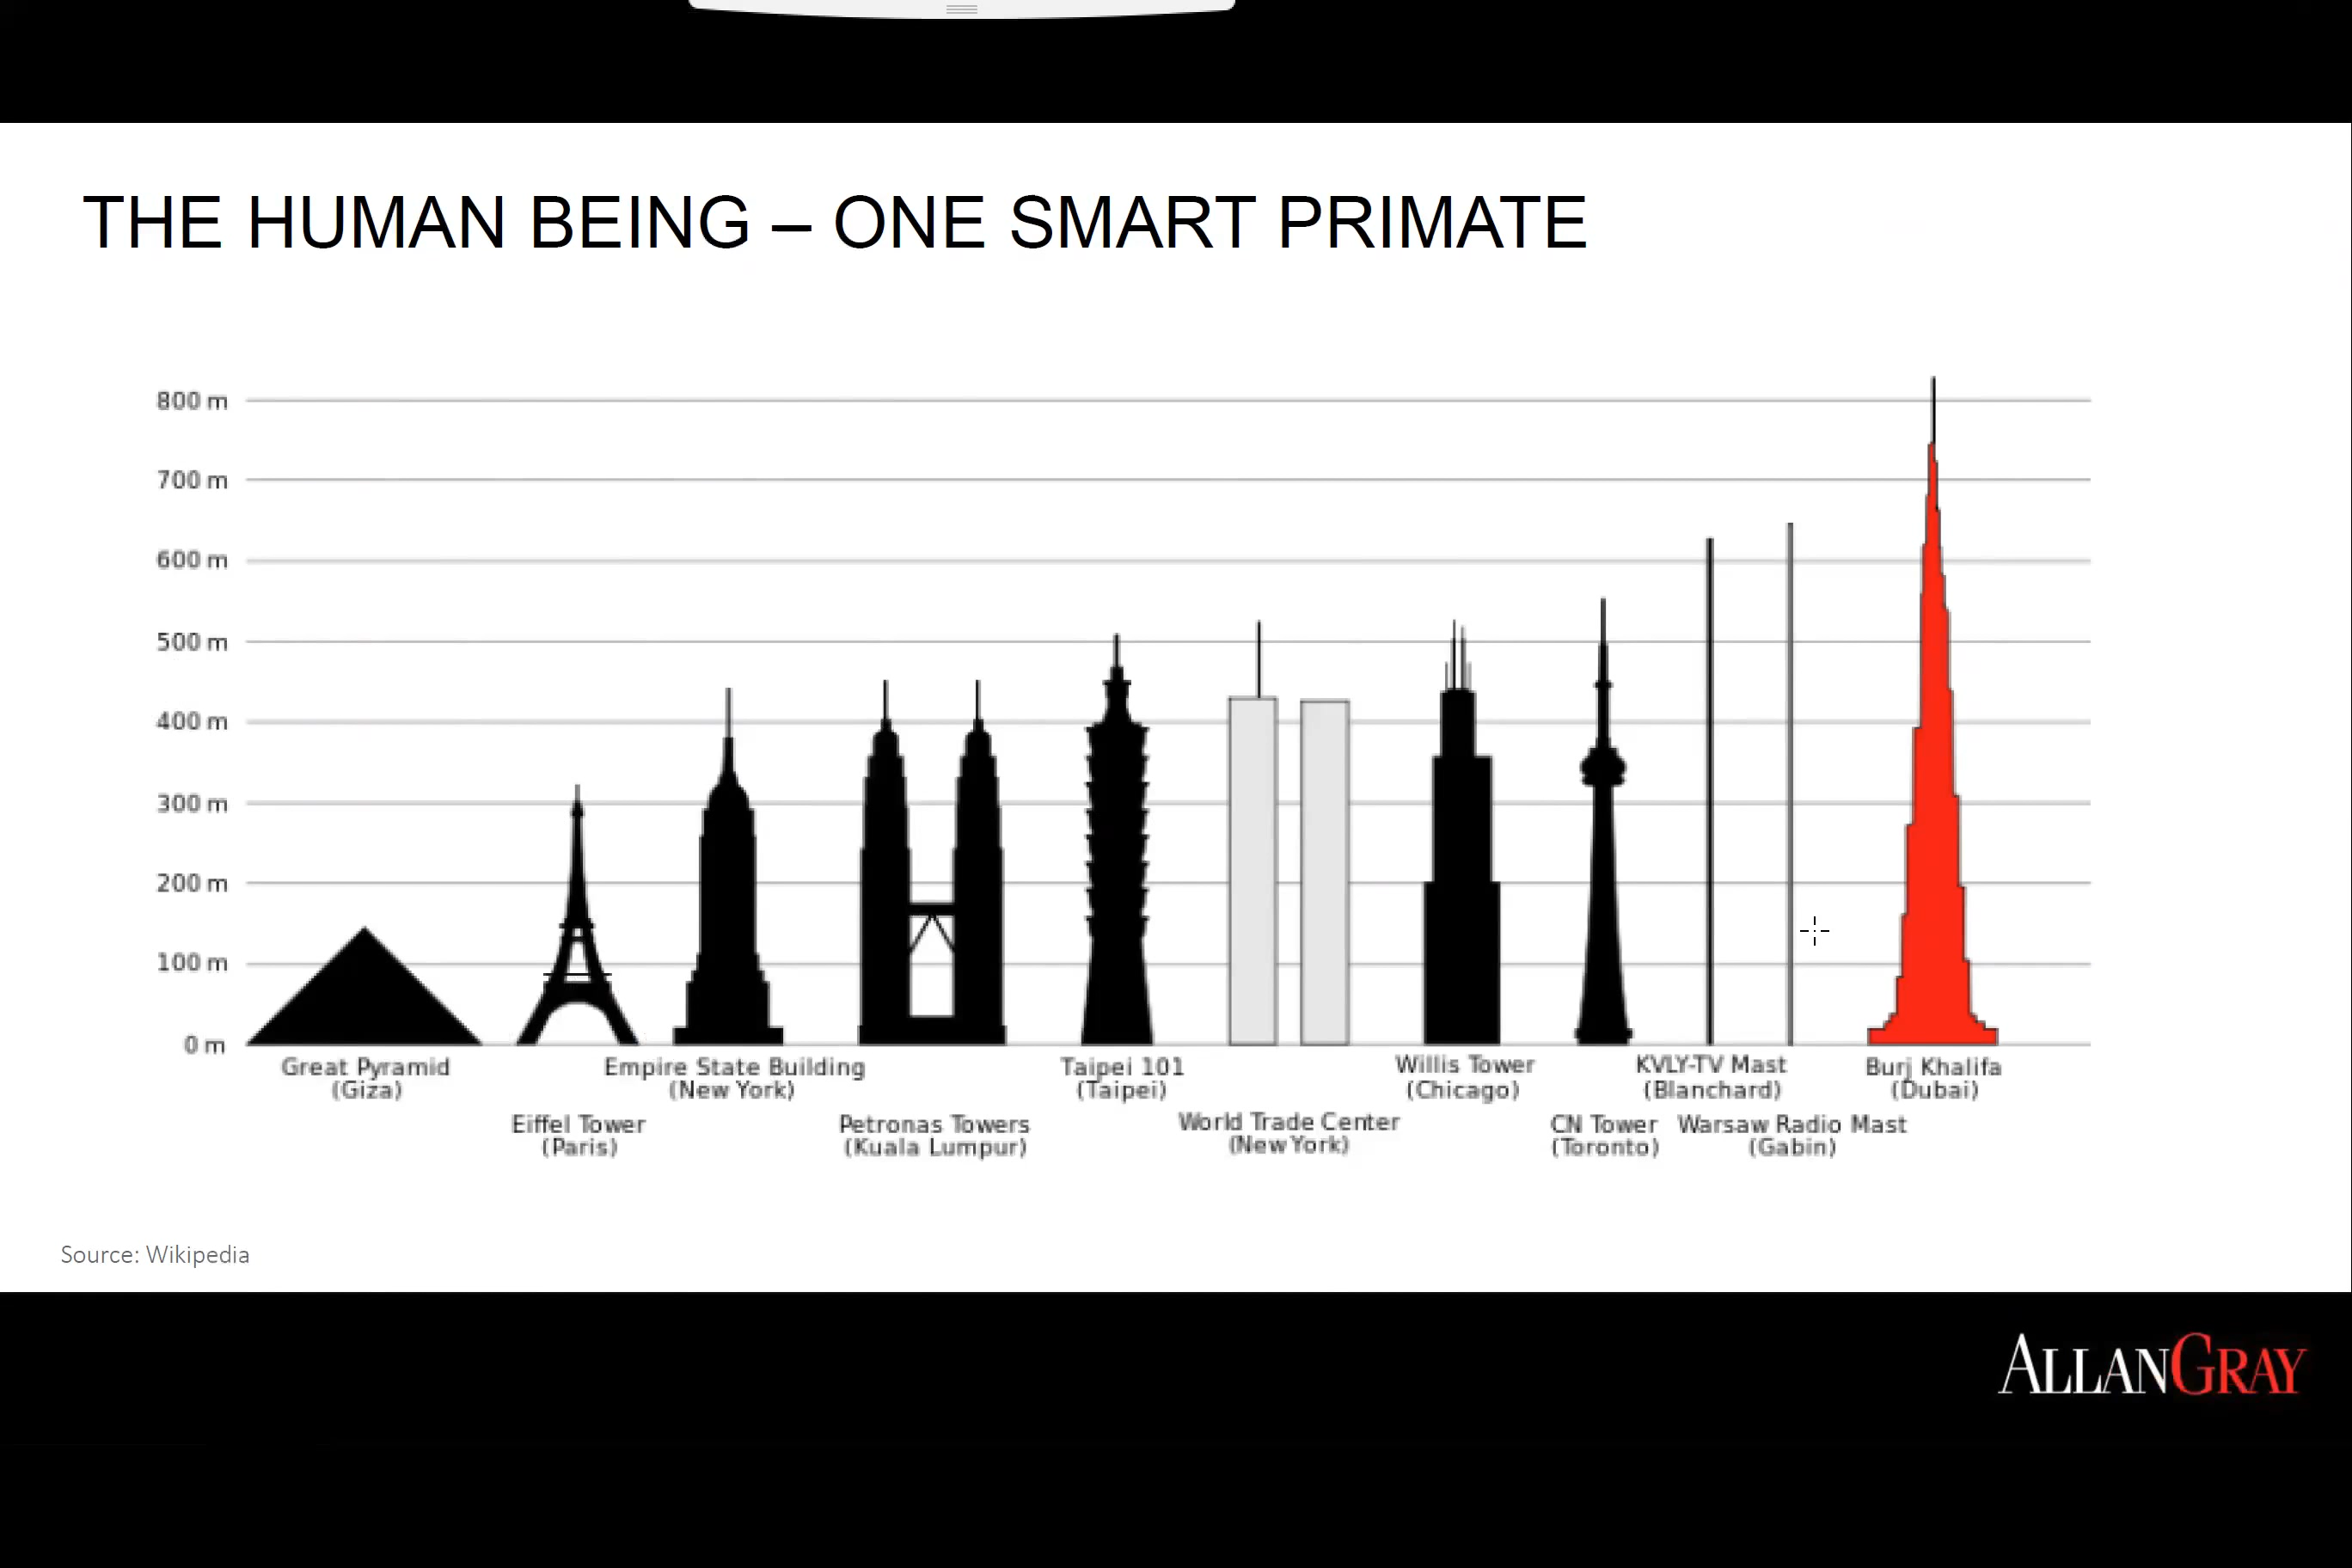 THE HUMAN BEING – ONE SMART PRIMATE
800 m
700 m
600 m
500 m
400 m
300 m
200 m
100 m
0 m
Great Pyramid
(Giza)
Eiffel Tower
(Paris)
Empire State Building
(New York)
Petronas Towers
(Kuala Lumpur)
Taipei 101
(Taipei)
World Trade Center
(New York)
Willis Tower
(Chicago)
CN Tower
(Toronto)
KVLY-TV Mast
(Blanchard)
Warsaw Radio Mast
(Gabin)
Burj Khalifa
(Dubai)
Source: Wikipedia
ALLANGRAY